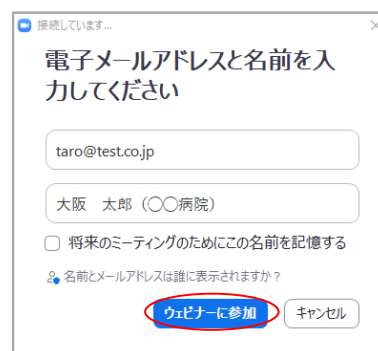 接続しています...
電子メールアドレスと名前を入
力してください
taro@test.co.jp
大阪　太郎（◯◯病院）
将来のミーティングのためにこの名前を記憶する
名前とメールアドレスは誰に表示されますか？
ウェビナーに参加
キャンセル